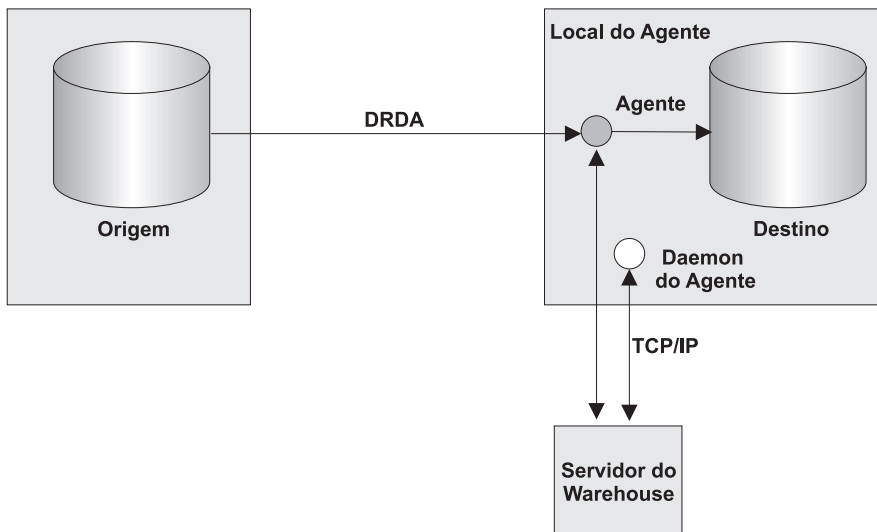 Local do Agente
Agente
DRDA
Origem
Destino
Daemon
do Agente
TCP/IP
Servidor do
Warehouse